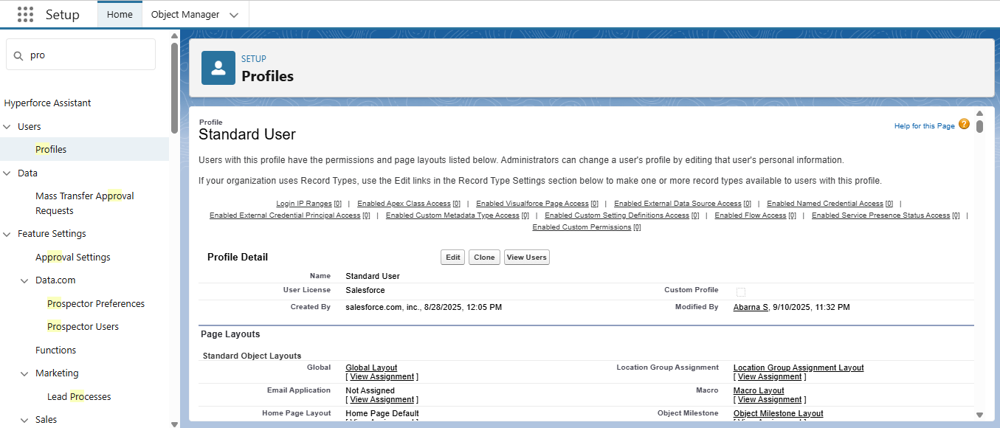 Setup
Home
Object Manager
pro
Hyperforce Assistant
Users
Profiles
Data
Mass Transfer Approval
Requests
Feature Settings
Approval Settings
Data.com
Prospector Preferences
Prospector Users
Functions
Marketing
Lead Processes
Sales
SETUP
Profiles
Profile
Standard User
Help for this Page ?
Users with this profile have the permissions and page layouts listed below. Administrators can change a user's profile by editing that user's personal information.
If your organization uses Record Types, use the Edit links in the Record Type Settings section below to make one or more record types available to users with this profile.
Login IP Ranges [0] | Enabled Apex Class Access [0] | Enabled Visualforce Page Access [0] | Enabled External Data Source Access [0] | Enabled Named Credential Access [0] |
Enabled External Credential Principal Access [0] | Enabled Custom Metadata Type Access [0] | Enabled Custom Setting Definitions Access [0] | Enabled Flow Access [0] | Enabled Service Presence Status Access [0] |
Enabled Custom Permissions [0]
Profile Detail
Edit Clone View Users
Name Standard User
User License Salesforce Custom Profile
Created By salesforce.com, inc., 8/28/2025, 12:05 PM Modified By Abarna S, 9/10/2025, 11:32 PM
Page Layouts
Standard Object Layouts
Global Global Layout Location Group Assignment Location Group Assignment Layout
[ View Assignment ] [ View Assignment ]
Email Application Not Assigned Macro Macro Layout
[ View Assignment ] [ View Assignment ]
Home Page Layout Home Page Default Object Milestone Object Milestone Layout